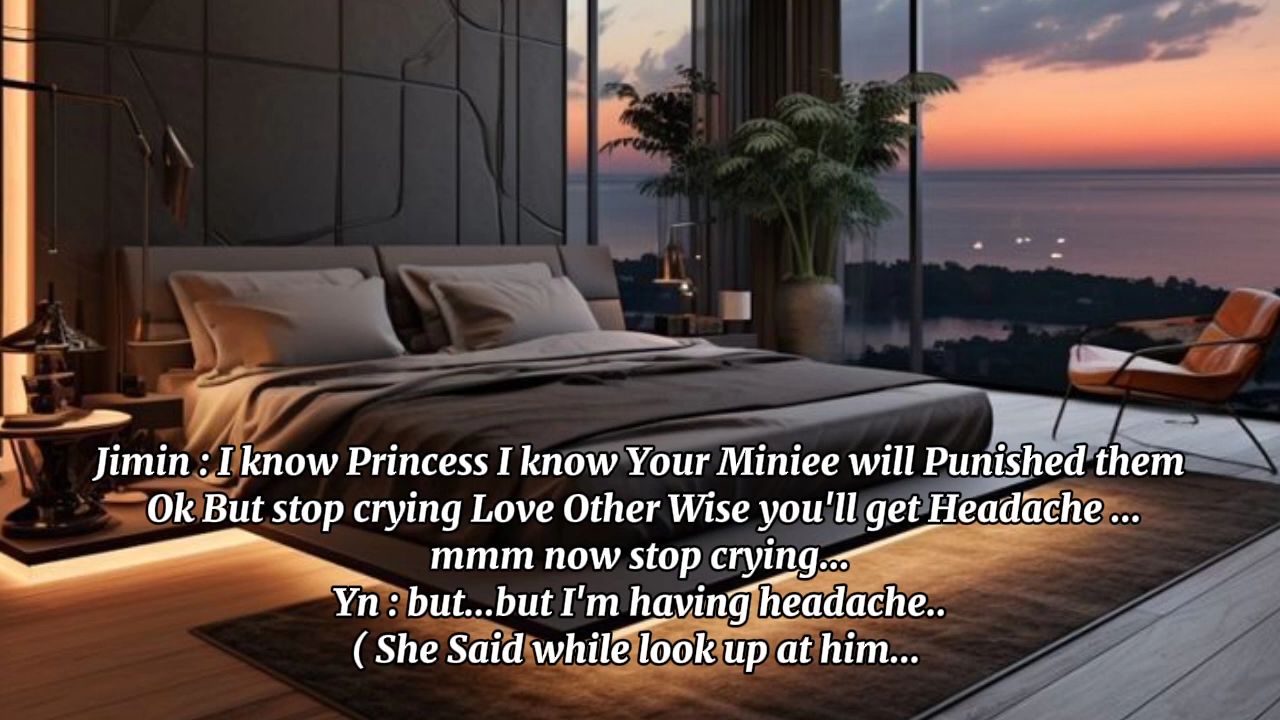 Jimin : I know Princess I know Your Miniee will Punished them
Ok But stop crying Love Other Wise you'll get Headache ...
mmm now stop crying...
Yn : but...but I'm having headache..
( She Said while look up at him...